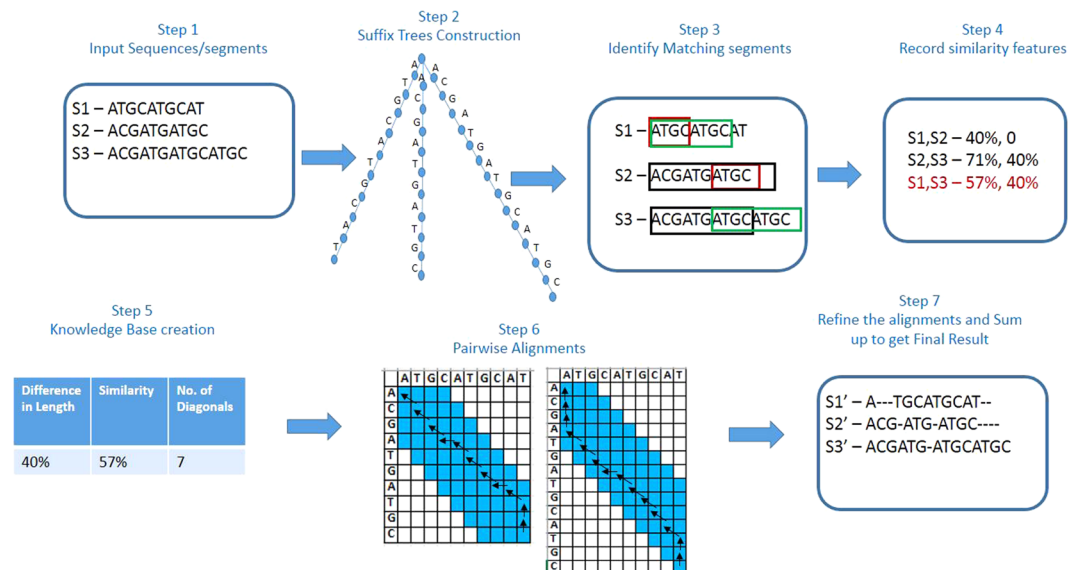 Step 1
Input Sequences/segments
S1 – ATGCATGCAT
S2 – ACGATGATGC
S3 – ACGATGATGCATGC
Step 2
Suffix Trees Construction
A
T
G
C
A
T
G
C
A
T
A
C
G
A
T
G
A
T
G
C
A
C
G
A
T
G
A
T
G
C
A
T
G
C
Step 3
Identify Matching segments
S1 – ATGCATGCAT
S2 – ACGATGATGC
S3 – ACGATGATGCATGC
Step 4
Record similarity features
S1,S2 – 40%, 0
S2,S3 – 71%, 40%
S1,S3 – 57%, 40%
Step 5
Knowledge Base creation
Difference in Length Similarity No. of Diagonals
40% 57% 7
Step 6
Pairwise Alignments
A T G C A T G C A T
A
C
G
A
T
G
A
T
G
C
A T G C A T G C A T
A
C
G
A
T
G
A
T
G
C
A
T
G
C
Step 7
Refine the alignments and Sum
up to get Final Result
S1’ – A---TGCATGCAT--
S2’ – ACG-ATG-ATGC----
S3’ – ACGATG-ATGCATGC